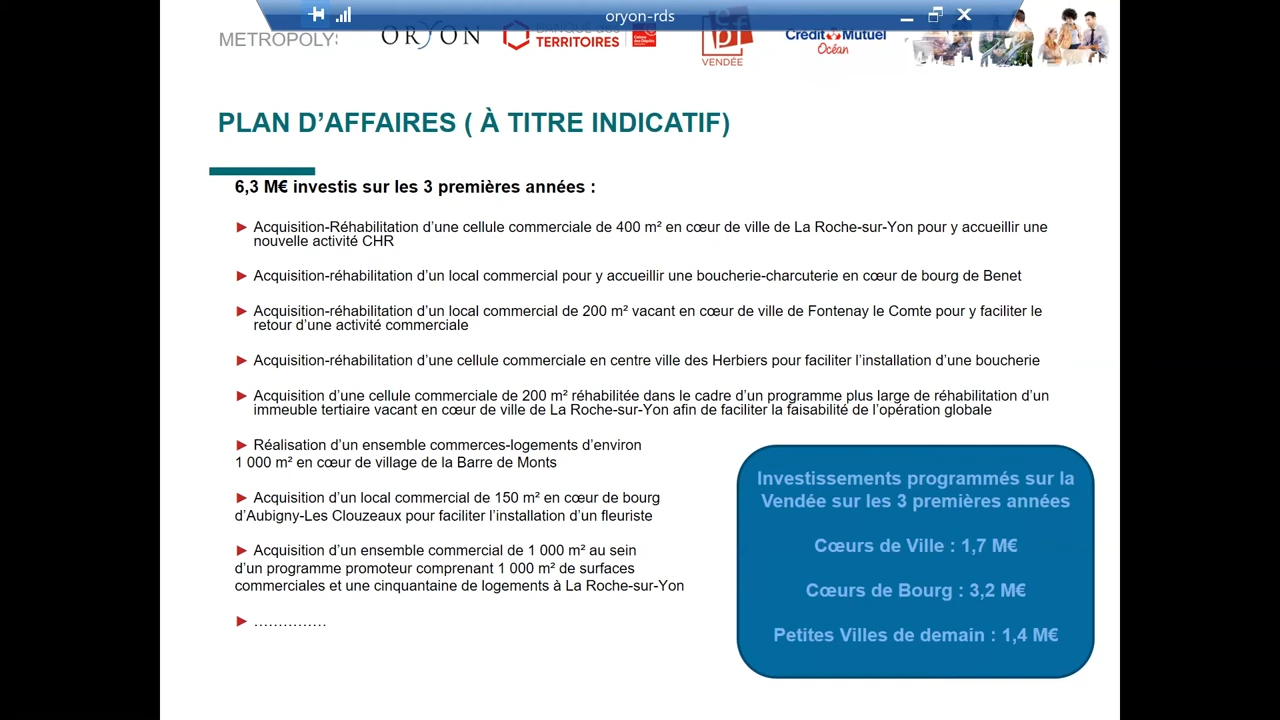 oryon-rds
METROPOLYS
ORYON
BANQUE des
TERRITOIRES
epf
VENDÉE
Crédit Mutuel
Océan
PLAN D’AFFAIRES ( À TITRE INDICATIF)
6,3 M€ investis sur les 3 premières années :
► Acquisition-Réhabilitation d’une cellule commerciale de 400 m² en cœur de ville de La Roche-sur-Yon pour y accueillir une
nouvelle activité CHR
► Acquisition-réhabilitation d’un local commercial pour y accueillir une boucherie-charcuterie en cœur de bourg de Benet
► Acquisition-réhabilitation d’un local commercial de 200 m² vacant en cœur de ville de Fontenay le Comte pour y faciliter le
retour d’une activité commerciale
► Acquisition-réhabilitation d’une cellule commerciale en centre ville des Herbiers pour faciliter l’installation d’une boucherie
► Acquisition d’une cellule commerciale de 200 m² réhabilitée dans le cadre d’un programme plus large de réhabilitation d’un
immeuble tertiaire vacant en cœur de ville de La Roche-sur-Yon afin de faciliter la faisabilité de l’opération globale
► Réalisation d’un ensemble commerces-logements d’environ
1 000 m² en cœur de village de la Barre de Monts
► Acquisition d’un local commercial de 150 m² en cœur de bourg
d’Aubigny-Les Clouzeaux pour faciliter l’installation d’un fleuriste
► Acquisition d’un ensemble commercial de 1 000 m² au sein
d’un programme promoteur comprenant 1 000 m² de surfaces
commerciales et une cinquantaine de logements à La Roche-sur-Yon
► ……………
Investissements programmés sur la
Vendée sur les 3 premières années
Cœurs de Ville : 1,7 M€
Cœurs de Bourg : 3,2 M€
Petites Villes de demain : 1,4 M€